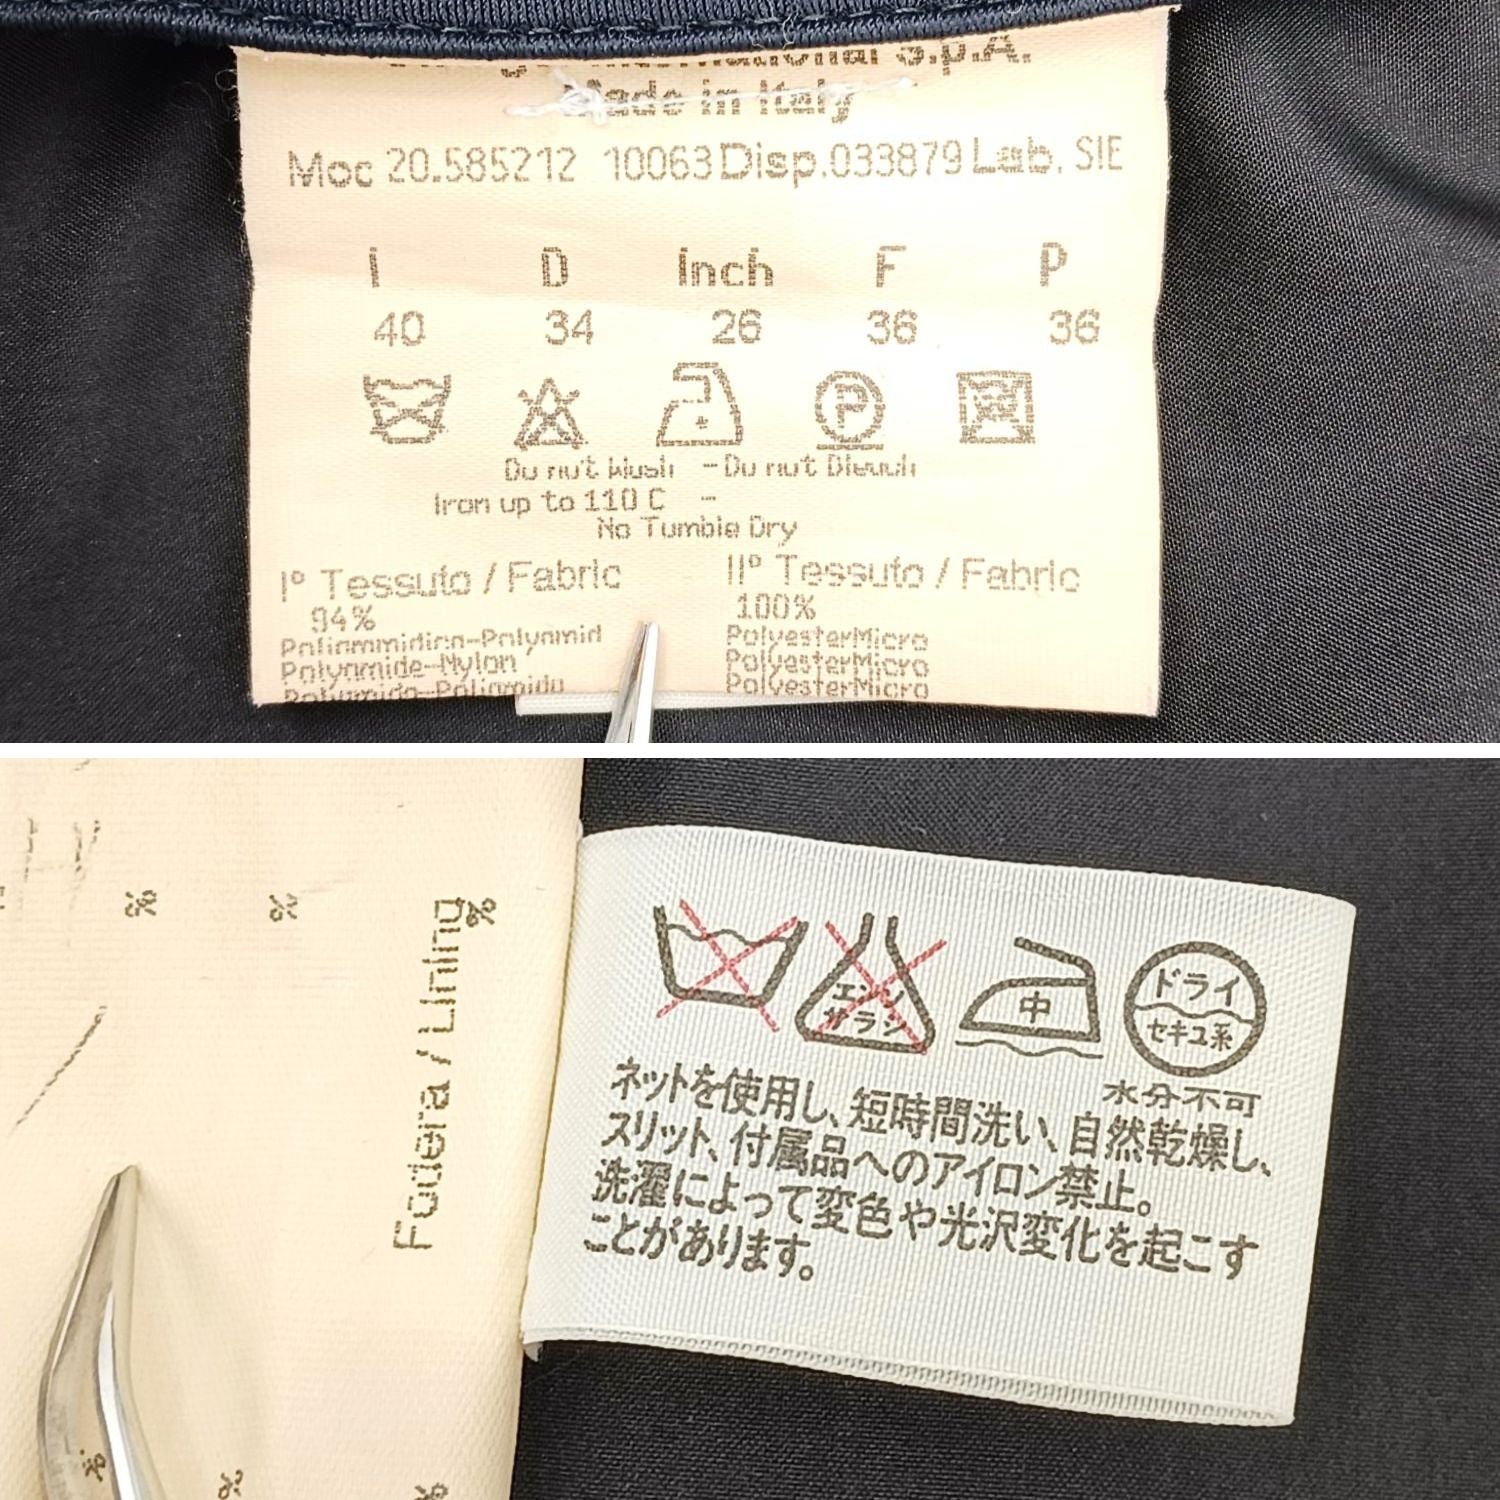 International S.p.A.
Made in Italy
Moc 20.585212 10063 Disp.033879 Lab. SIE
I D Inch F P
40 34 26 36 36
P
Do not Wash - Do not Bleach
Iron up to 110 C -
No Tumble Dry
I° Tessuto / Fabric
94%
Poliammidica-Polyamid
Polyamide-Nylon
Polyamido-Poliamida
II° Tessuto / Fabric
100%
PolyesterMicro
PolyesterMicro
PolyesterMicro
% %
Fodera / Lining %
% % %
エンソ
サラシ
中
ドライ
セキユ系
水分不可
ネットを使用し、短時間洗い、自然乾燥し、
スリット、付属品へのアイロン禁止。
洗濯によって変色や光沢変化を起こす
ことがあります。